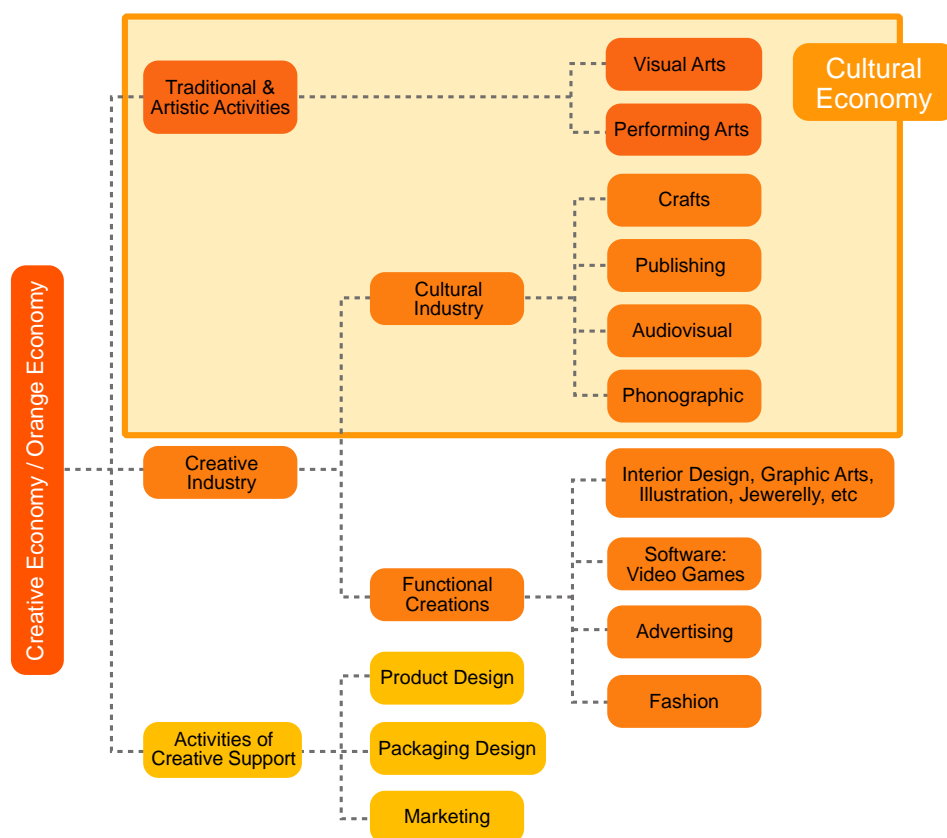 Creative Economy / Orange Economy
Traditional &
Artistic Activities
Visual Arts
Performing Arts
Cultural
Economy
Crafts
Publishing
Cultural
Industry
Audiovisual
Phonographic
Creative
Industry
Interior Design, Graphic Arts,
Illustration, Jewerelly, etc
Software:
Video Games
Functional
Creations
Advertising
Fashion
Product Design
Activities of
Creative Support
Packaging Design
Marketing